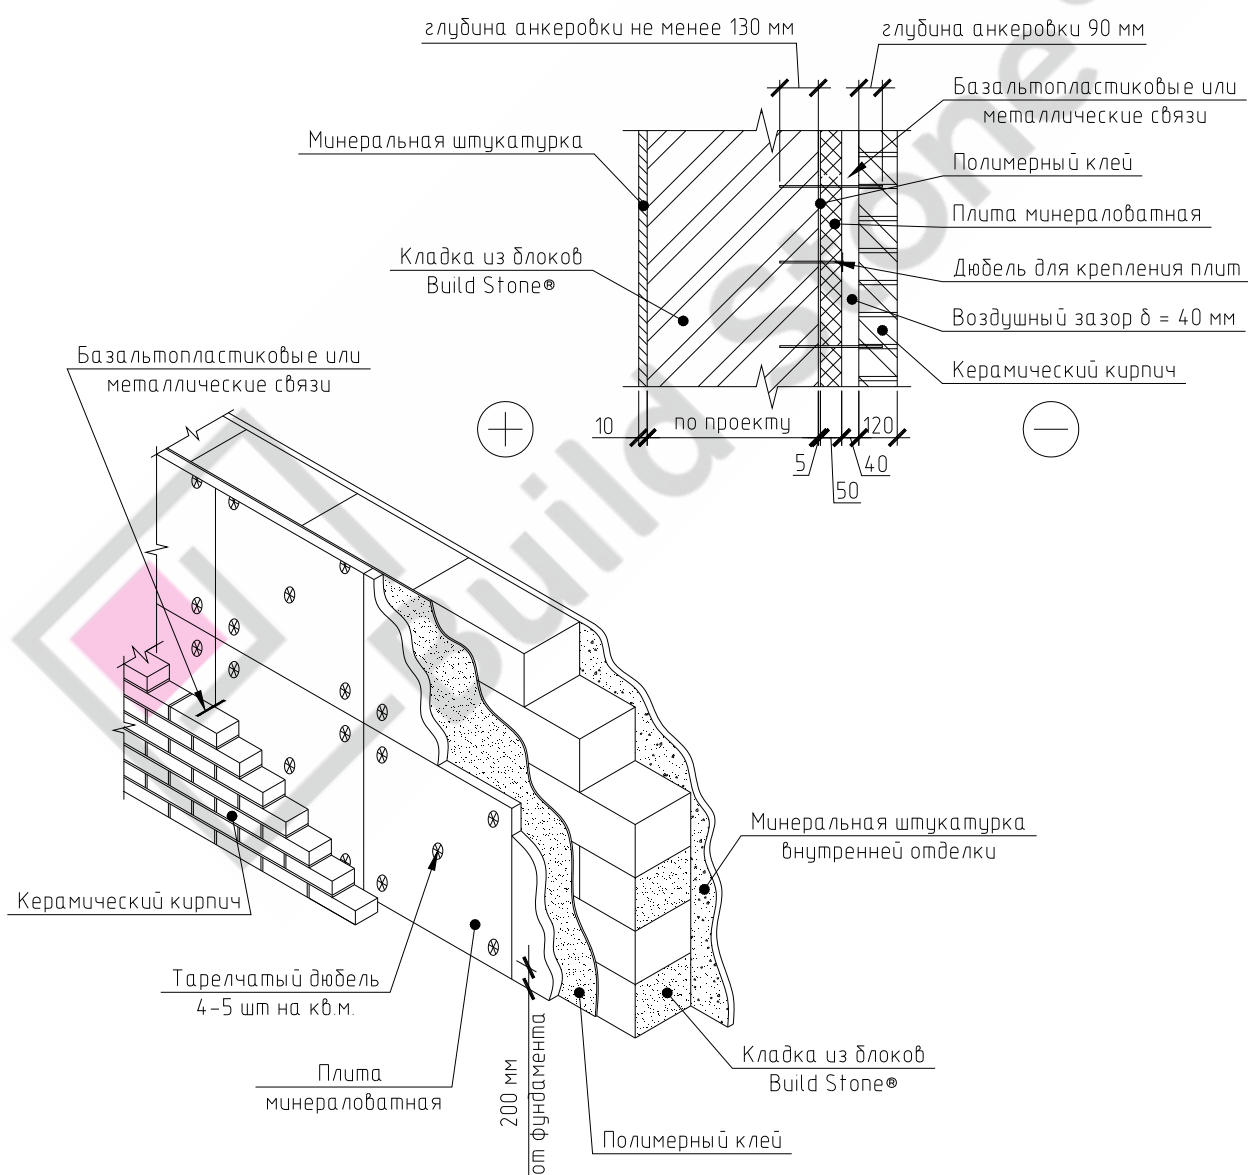 глубина анкеровки не менее 130 мм
глубина анкеровки 90 мм
Базальтопластиковые или
металлические связи
Минеральная штукатурка
Полимерный клей
Плита минераловатная
Кладка из блоков
Build Stone®
Дюбель для крепления плит
Воздушный зазор δ = 40 мм
Керамический кирпич
10
по проекту
120
5
40
50
+
−
Базальтопластиковые или
металлические связи
Минеральная штукатурка
внутренней отделки
Керамический кирпич
Тарелчатый дюбель
4-5 шт на кв.м.
Плита
минераловатная
200 мм
от фундамента
Кладка из блоков
Build Stone®
Полимерный клей
Build Stone